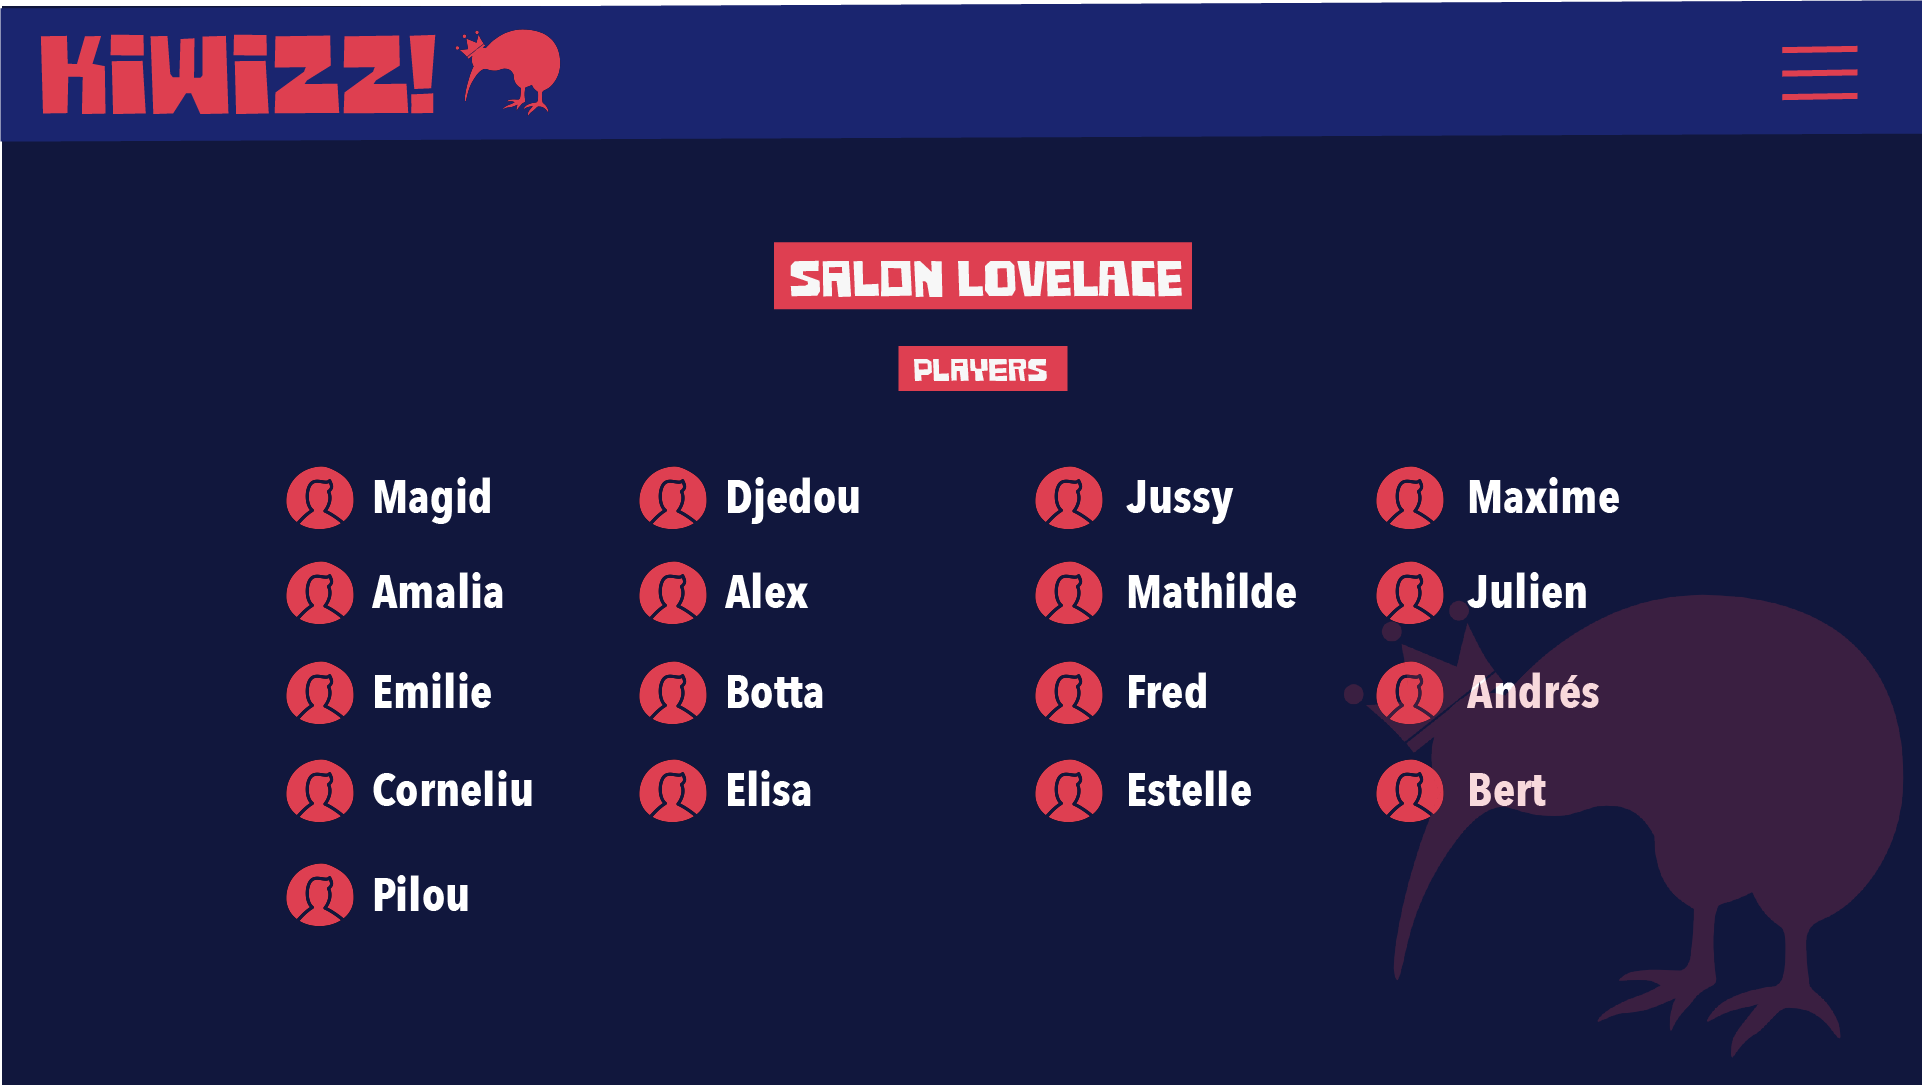 KiWiZZ!
SALON LOVELACE
PLAYERS
Magid Djedou Jussy Maxime
Amalia Alex Mathilde Julien
Emilie Botta Fred Andrés
Corneliu Elisa Estelle Bert
Pilou